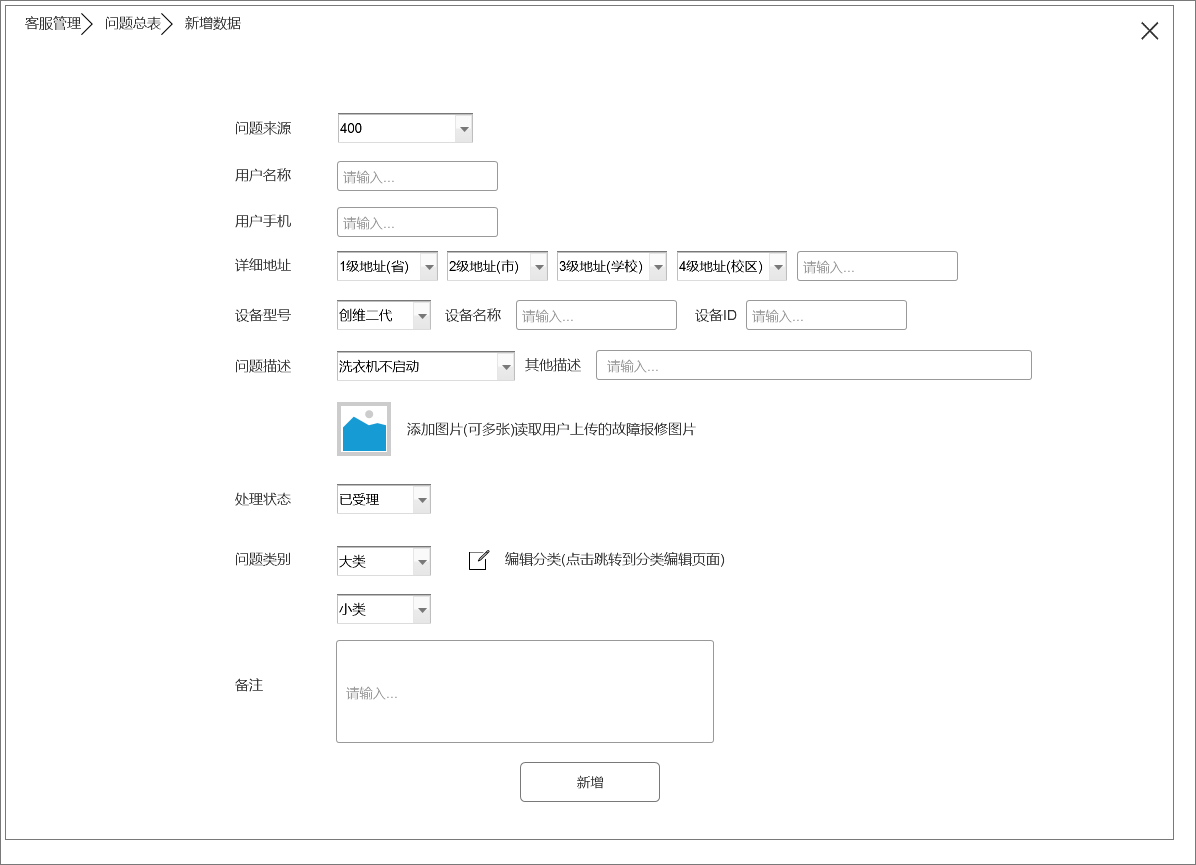 客服管理 问题总表 新增数据
问题来源 400
用户名称 请输入...
用户手机 请输入...
详细地址 1级地址(省) 2级地址(市) 3级地址(学校) 4级地址(校区) 请输入...
设备型号 创维二代 设备名称 请输入... 设备ID 请输入...
问题描述 洗衣机不启动 其他描述 请输入...
添加图片(可多张)读取用户上传的故障报修图片
处理状态 已受理
问题类别 大类 编辑分类(点击跳转到分类编辑页面)
小类
备注 请输入...
新增